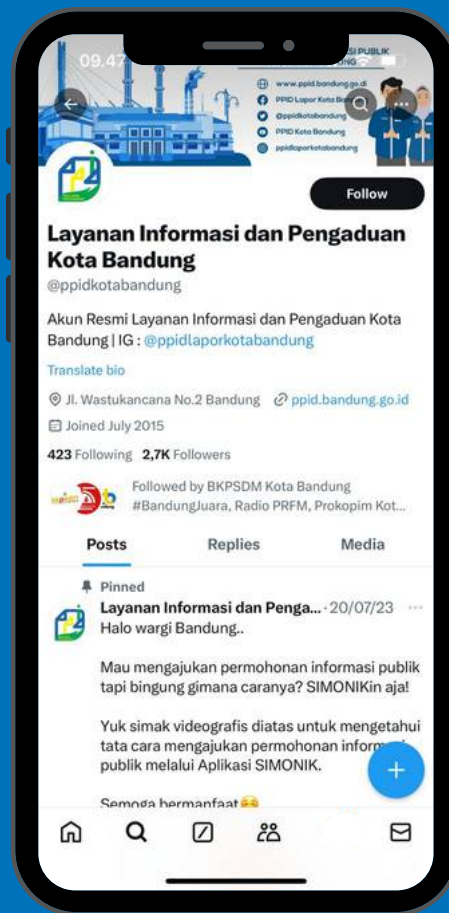 09.47
SI PUBLIK
NG
www.ppid.bandung.go.id
PPID Lapor Kota
@ppidkotabandung
PPID Kota Bandung
ppidlaporkotabandung
Follow
Layanan Informasi dan Pengaduan
Kota Bandung
@ppidkotabandung
Akun Resmi Layanan Informasi dan Pengaduan Kota
Bandung | IG : @ppidlaporkotabandung
Translate bio
Jl. Wastukancana No.2 Bandung ppid.bandung.go.id
Joined July 2015
423 Following 2,7K Followers
Followed by BKPSDM Kota Bandung
#BandungJuara, Radio PRFM, Prokopim Kot...
Posts Replies Media
Pinned
Layanan Informasi dan Penga... · 20/07/23 ...
Halo wargi Bandung..
Mau mengajukan permohonan informasi publik
tapi bingung gimana caranya? SIMONIKin aja!
Yuk simak videografis diatas untuk mengetahui
tata cara mengajukan permohonan informasi
publik melalui Aplikasi SIMONIK.
Semoga bermanfaat